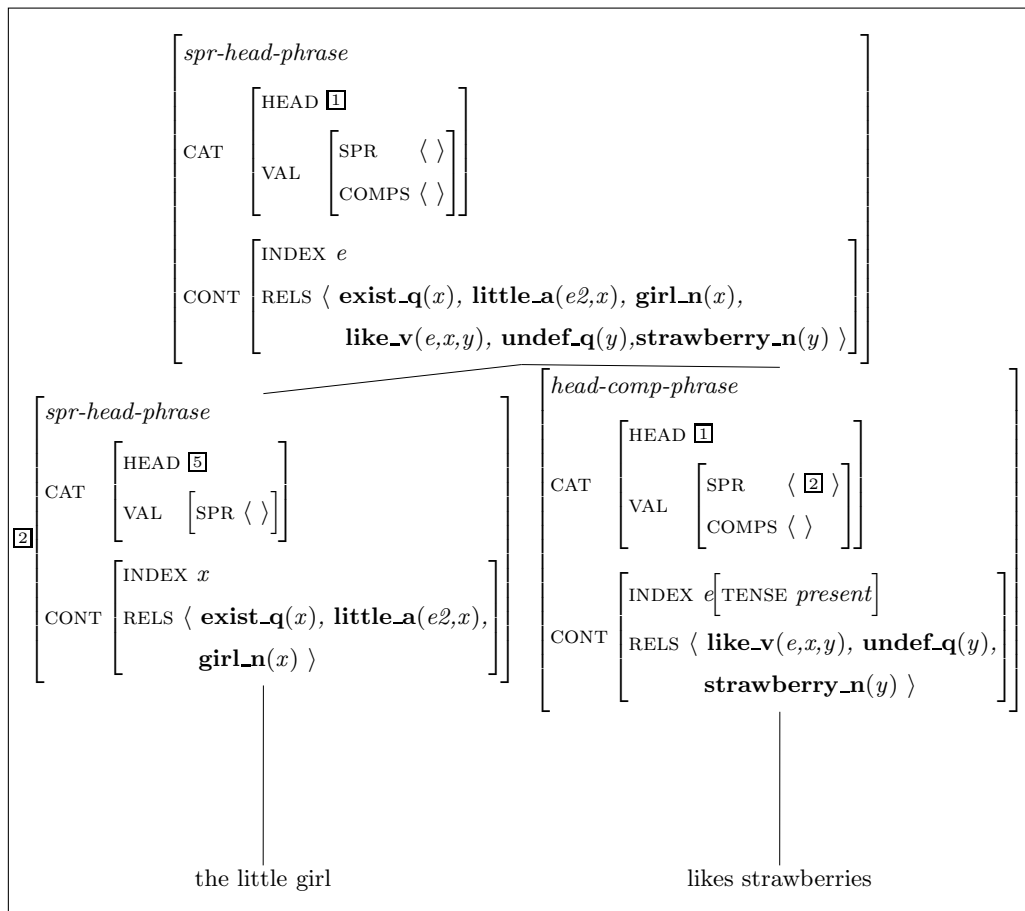 spr-head-phrase
HEAD 1
CAT
SPR ⟨ ⟩
VAL
COMPS ⟨ ⟩
INDEX e
CONT RELS ⟨ exist_q(x), little_a(e2,x), girl_n(x),
like_v(e,x,y), undef_q(y),strawberry_n(y) ⟩
spr-head-phrase
HEAD 5
CAT
VAL SPR ⟨ ⟩
2
INDEX x
CONT RELS ⟨ exist_q(x), little_a(e2,x),
girl_n(x) ⟩
head-comp-phrase
HEAD 1
CAT
SPR ⟨ 2 ⟩
VAL
COMPS ⟨ ⟩
INDEX e[TENSE present]
CONT RELS ⟨ like_v(e,x,y), undef_q(y),
strawberry_n(y) ⟩
the little girl
likes strawberries